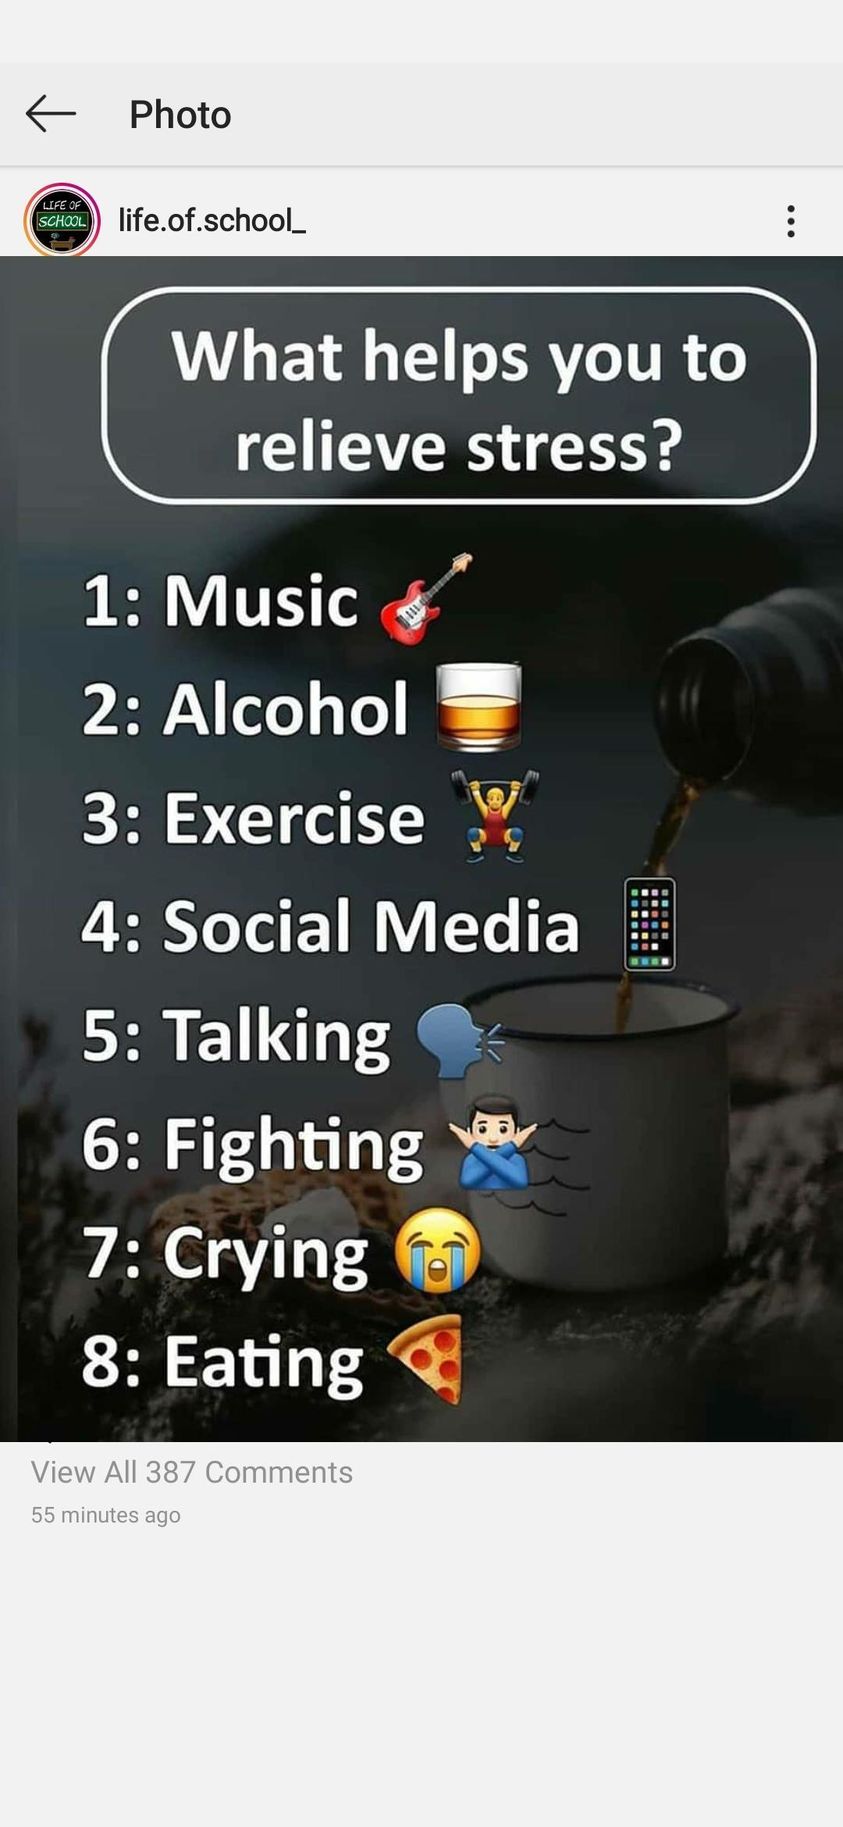 Photo
LIFE OF
SCHOOL
life.of.school_
What helps you to
relieve stress?
1: Music
2: Alcohol
3: Exercise
4: Social Media
5: Talking
6: Fighting
7: Crying
8: Eating
View All 387 Comments
55 minutes ago